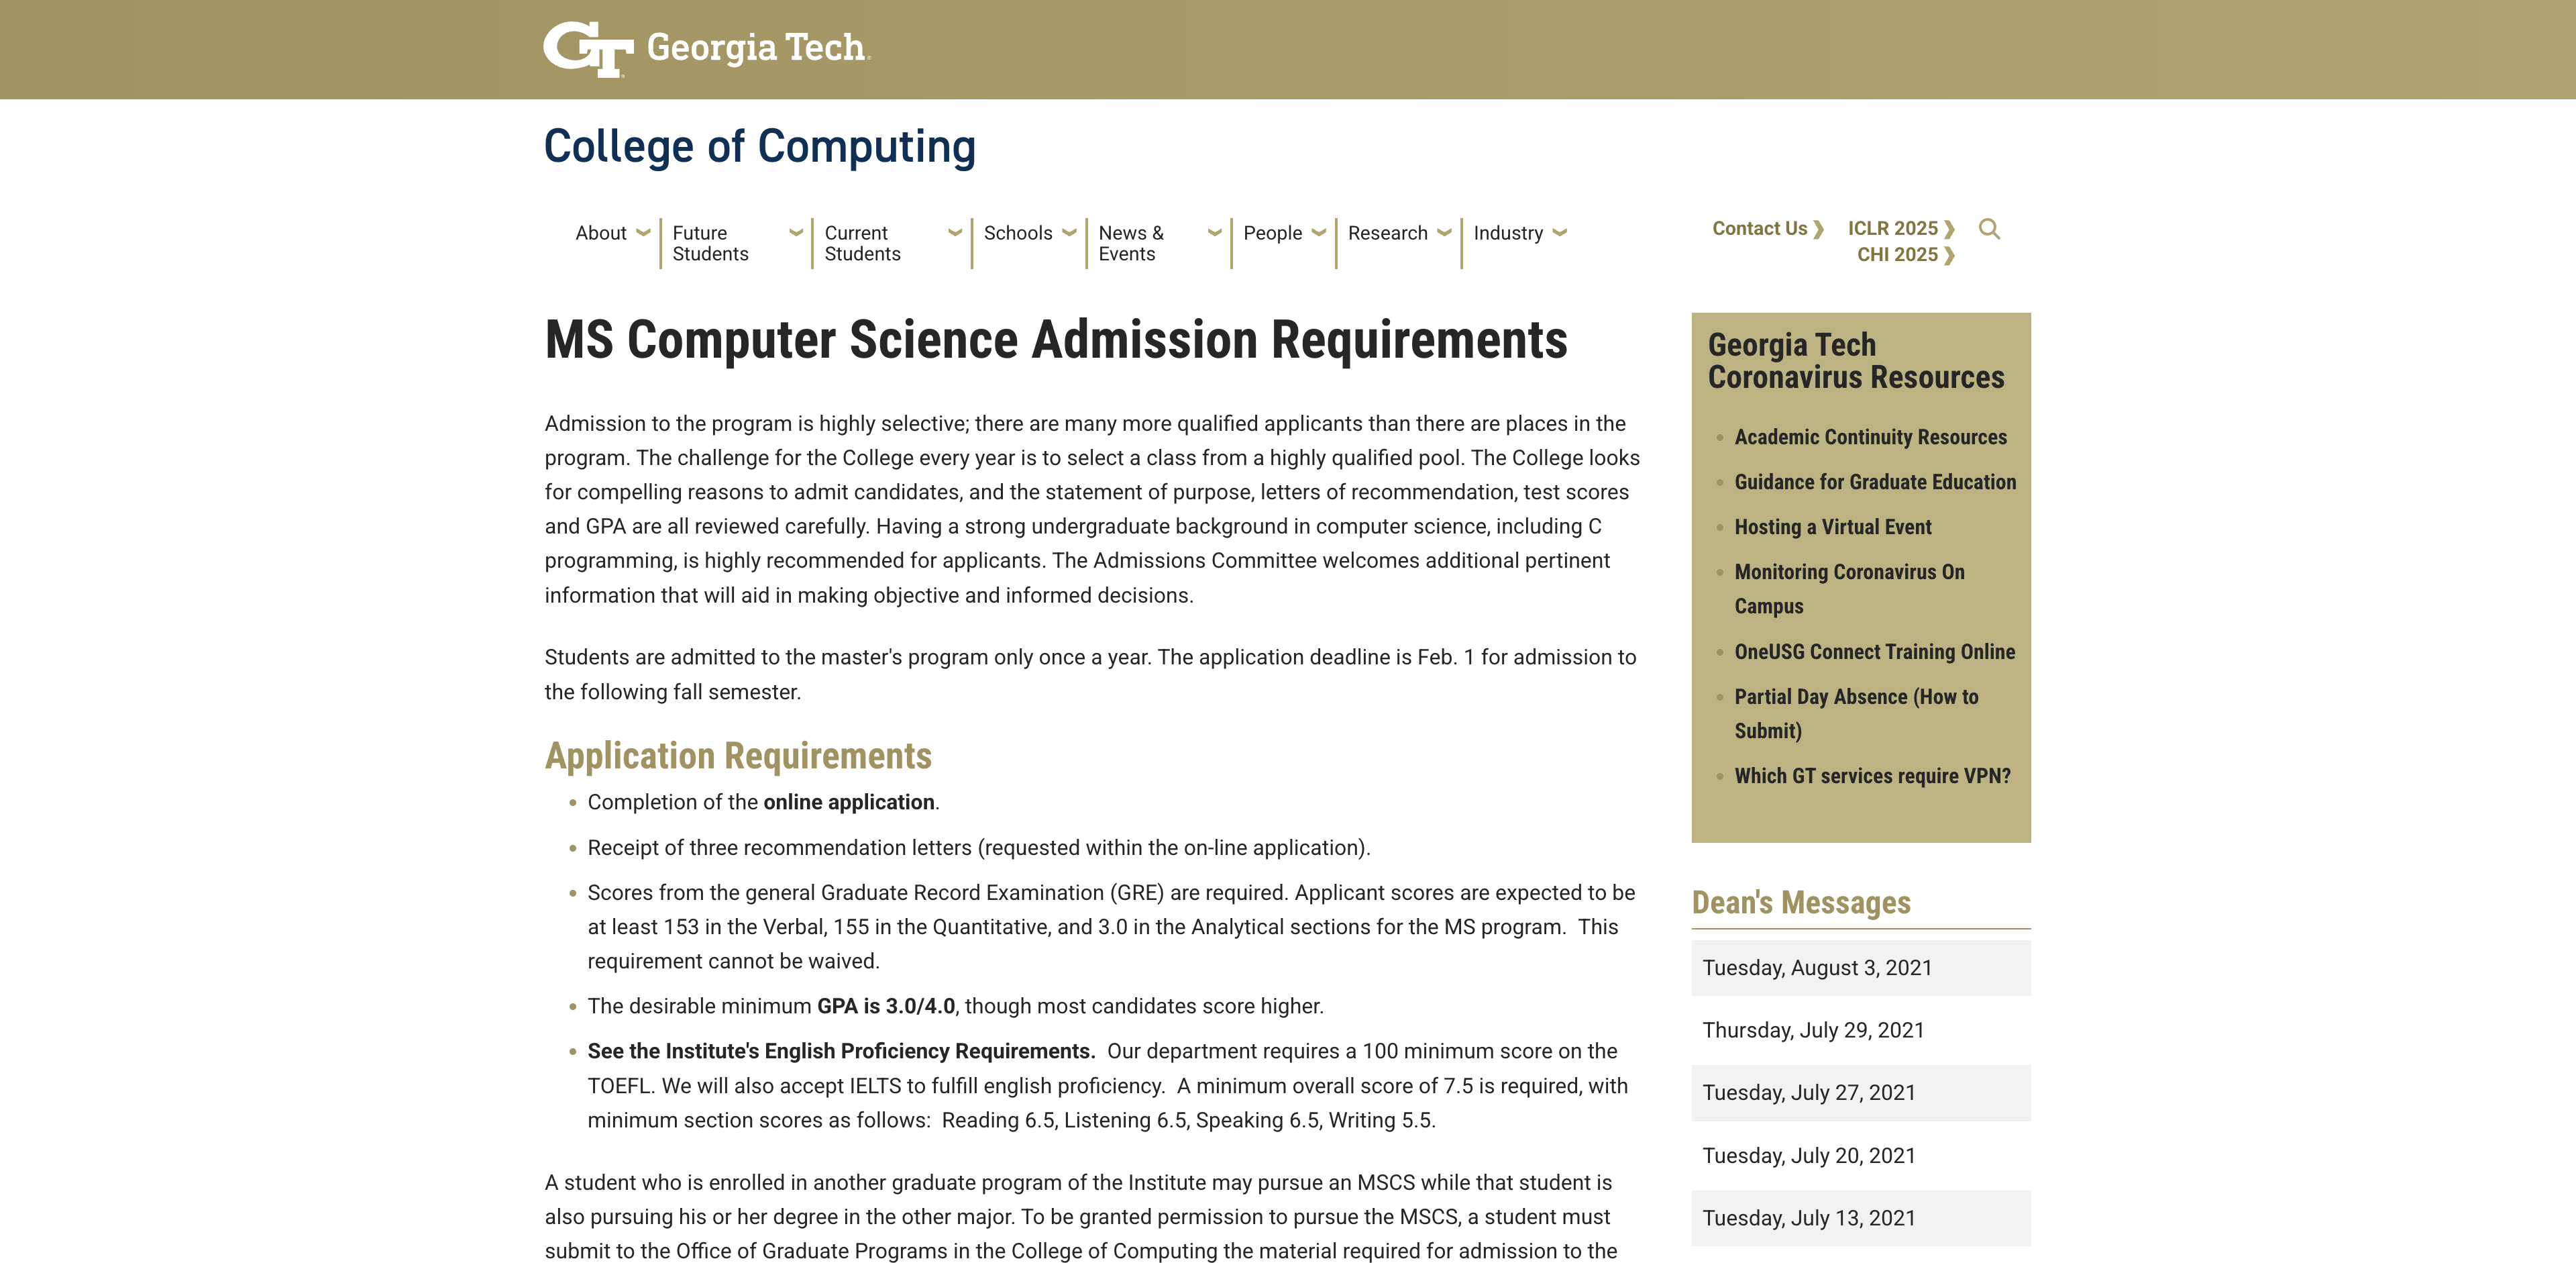 GT Georgia Tech
College of Computing
About
Future
Students
Current
Students
Schools
News &
Events
People
Research
Industry
Contact Us ❯
ICLR 2025 ❯
CHI 2025 ❯
MS Computer Science Admission Requirements
Admission to the program is highly selective; there are many more qualified applicants than there are places in the
program. The challenge for the College every year is to select a class from a highly qualified pool. The College looks
for compelling reasons to admit candidates, and the statement of purpose, letters of recommendation, test scores
and GPA are all reviewed carefully. Having a strong undergraduate background in computer science, including C
programming, is highly recommended for applicants. The Admissions Committee welcomes additional pertinent
information that will aid in making objective and informed decisions.
Students are admitted to the master's program only once a year. The application deadline is Feb. 1 for admission to
the following fall semester.
Application Requirements
• Completion of the online application.
• Receipt of three recommendation letters (requested within the on-line application).
• Scores from the general Graduate Record Examination (GRE) are required. Applicant scores are expected to be
at least 153 in the Verbal, 155 in the Quantitative, and 3.0 in the Analytical sections for the MS program.  This
requirement cannot be waived.
• The desirable minimum GPA is 3.0/4.0, though most candidates score higher.
• See the Institute's English Proficiency Requirements.  Our department requires a 100 minimum score on the
TOEFL. We will also accept IELTS to fulfill english proficiency.  A minimum overall score of 7.5 is required, with
minimum section scores as follows:  Reading 6.5, Listening 6.5, Speaking 6.5, Writing 5.5.
A student who is enrolled in another graduate program of the Institute may pursue an MSCS while that student is
also pursuing his or her degree in the other major. To be granted permission to pursue the MSCS, a student must
submit to the Office of Graduate Programs in the College of Computing the material required for admission to the
Georgia Tech
Coronavirus Resources
• Academic Continuity Resources
• Guidance for Graduate Education
• Hosting a Virtual Event
• Monitoring Coronavirus On
Campus
• OneUSG Connect Training Online
• Partial Day Absence (How to
Submit)
• Which GT services require VPN?
Dean's Messages
Tuesday, August 3, 2021
Thursday, July 29, 2021
Tuesday, July 27, 2021
Tuesday, July 20, 2021
Tuesday, July 13, 2021